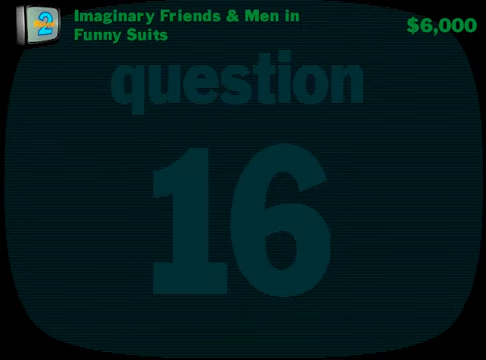 Imaginary Friends & Men in
Funny Suits
$6,000
question
16
2